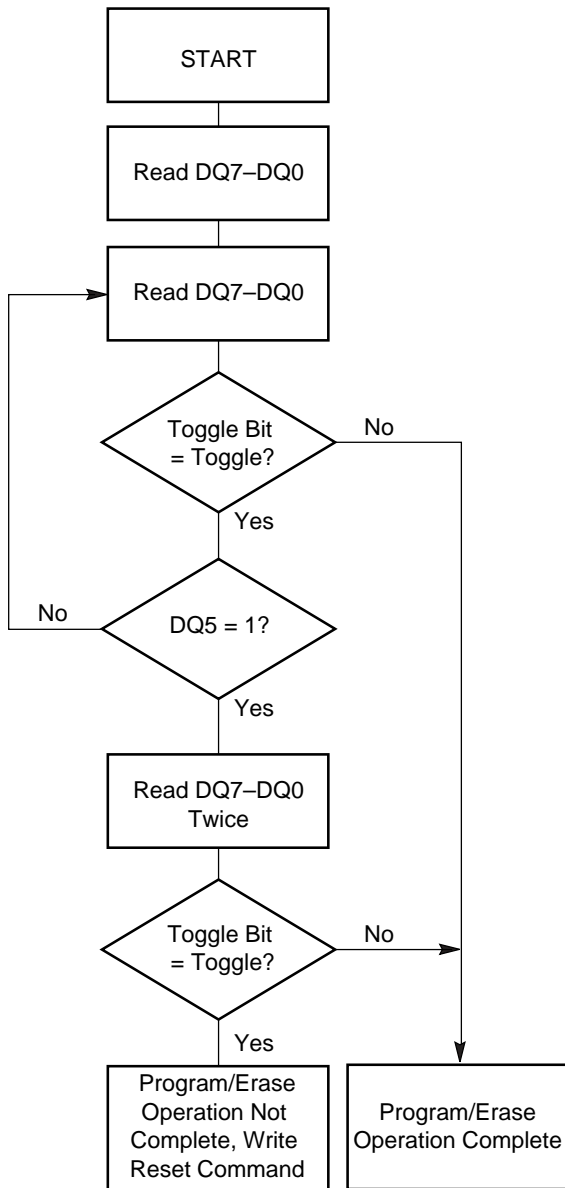 START
Read DQ7–DQ0
Read DQ7–DQ0
Toggle Bit
= Toggle?
No
Yes
No
DQ5 = 1?
Yes
Read DQ7–DQ0
Twice
Toggle Bit
= Toggle?
No
Yes
Program/Erase
Operation Not
Complete, Write
Reset Command
Program/Erase
Operation Complete